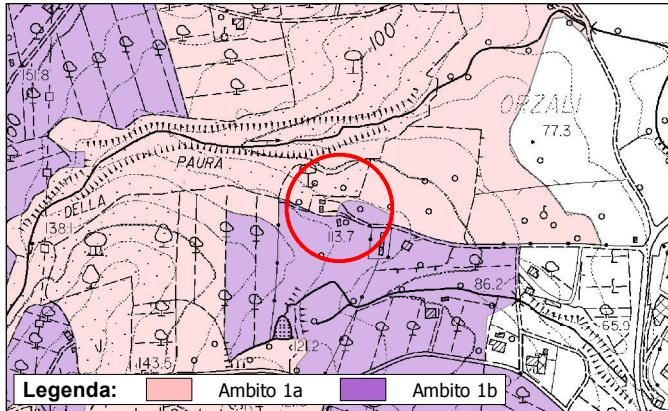 100
151.8
ORZALI
77.3
PAURA
DELLA
138.1
113.7
86.2
65.9
121.2
143.5
Legenda: Ambito 1a Ambito 1b